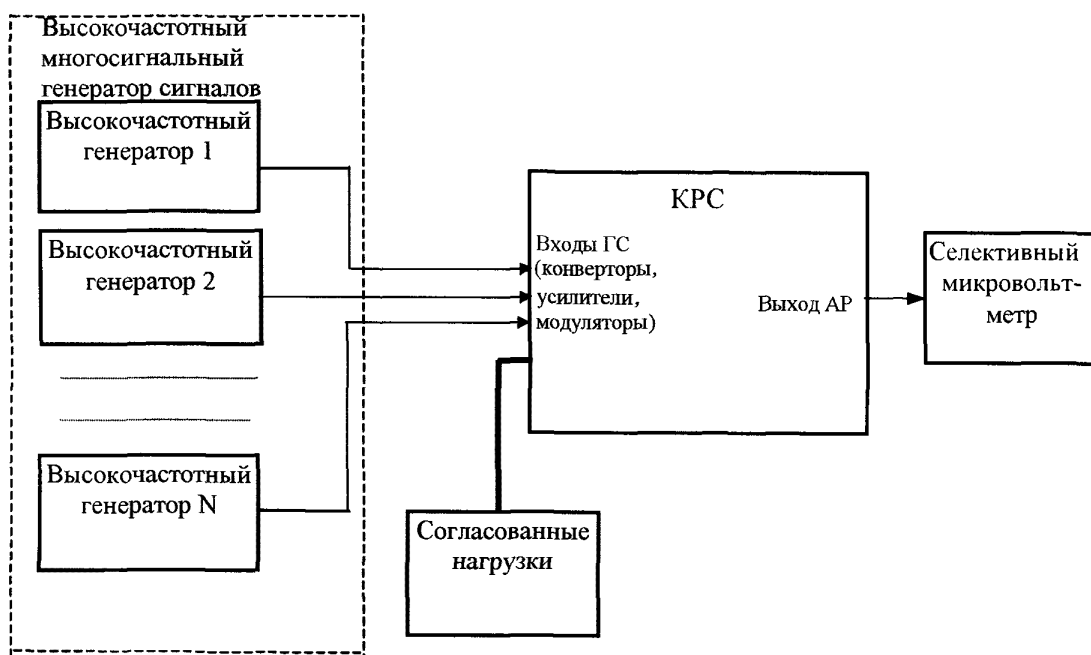 Высокочастотный
многосигнальный
генератор сигналов
Высокочастотный
генератор 1
Высокочастотный
генератор 2
Высокочастотный
генератор N
КРС
Входы ГС
(конверторы,
усилители,
модуляторы)
Выход АР
Согласованные
нагрузки
Селективный
микровольт-
метр